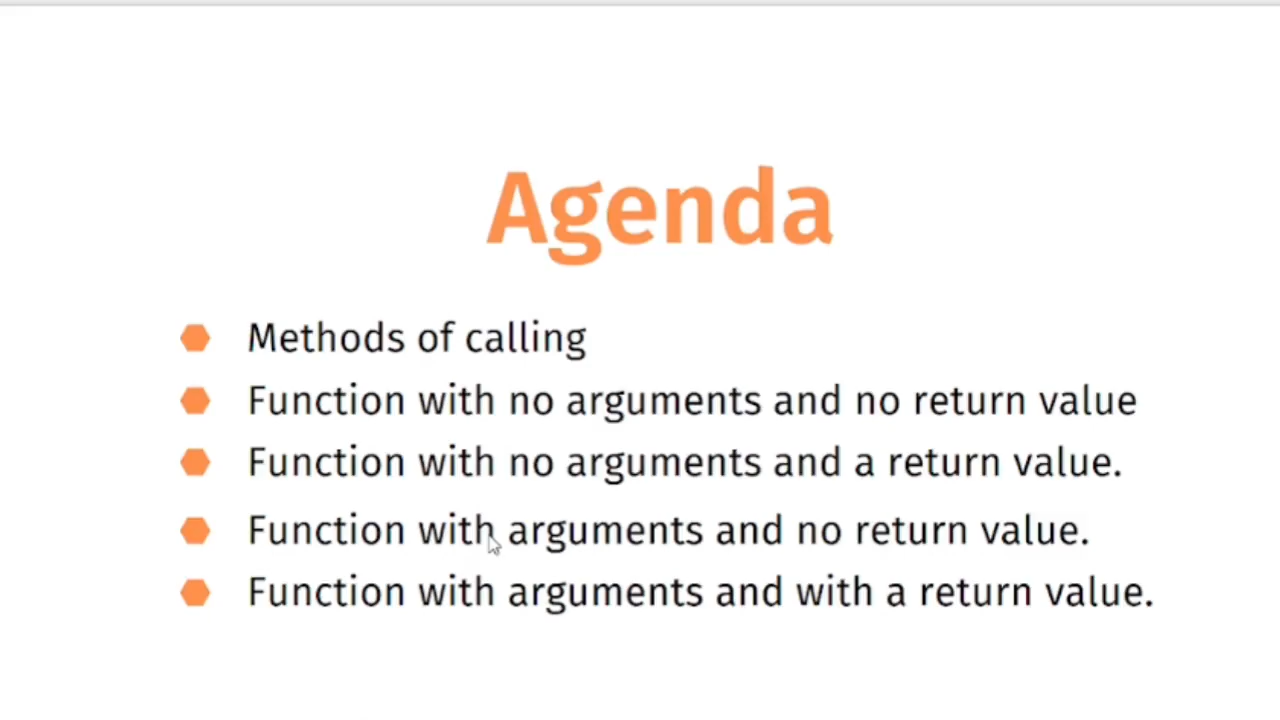 Agenda
Methods of calling
Function with no arguments and no return value
Function with no arguments and a return value.
Function with arguments and no return value.
Function with arguments and with a return value.